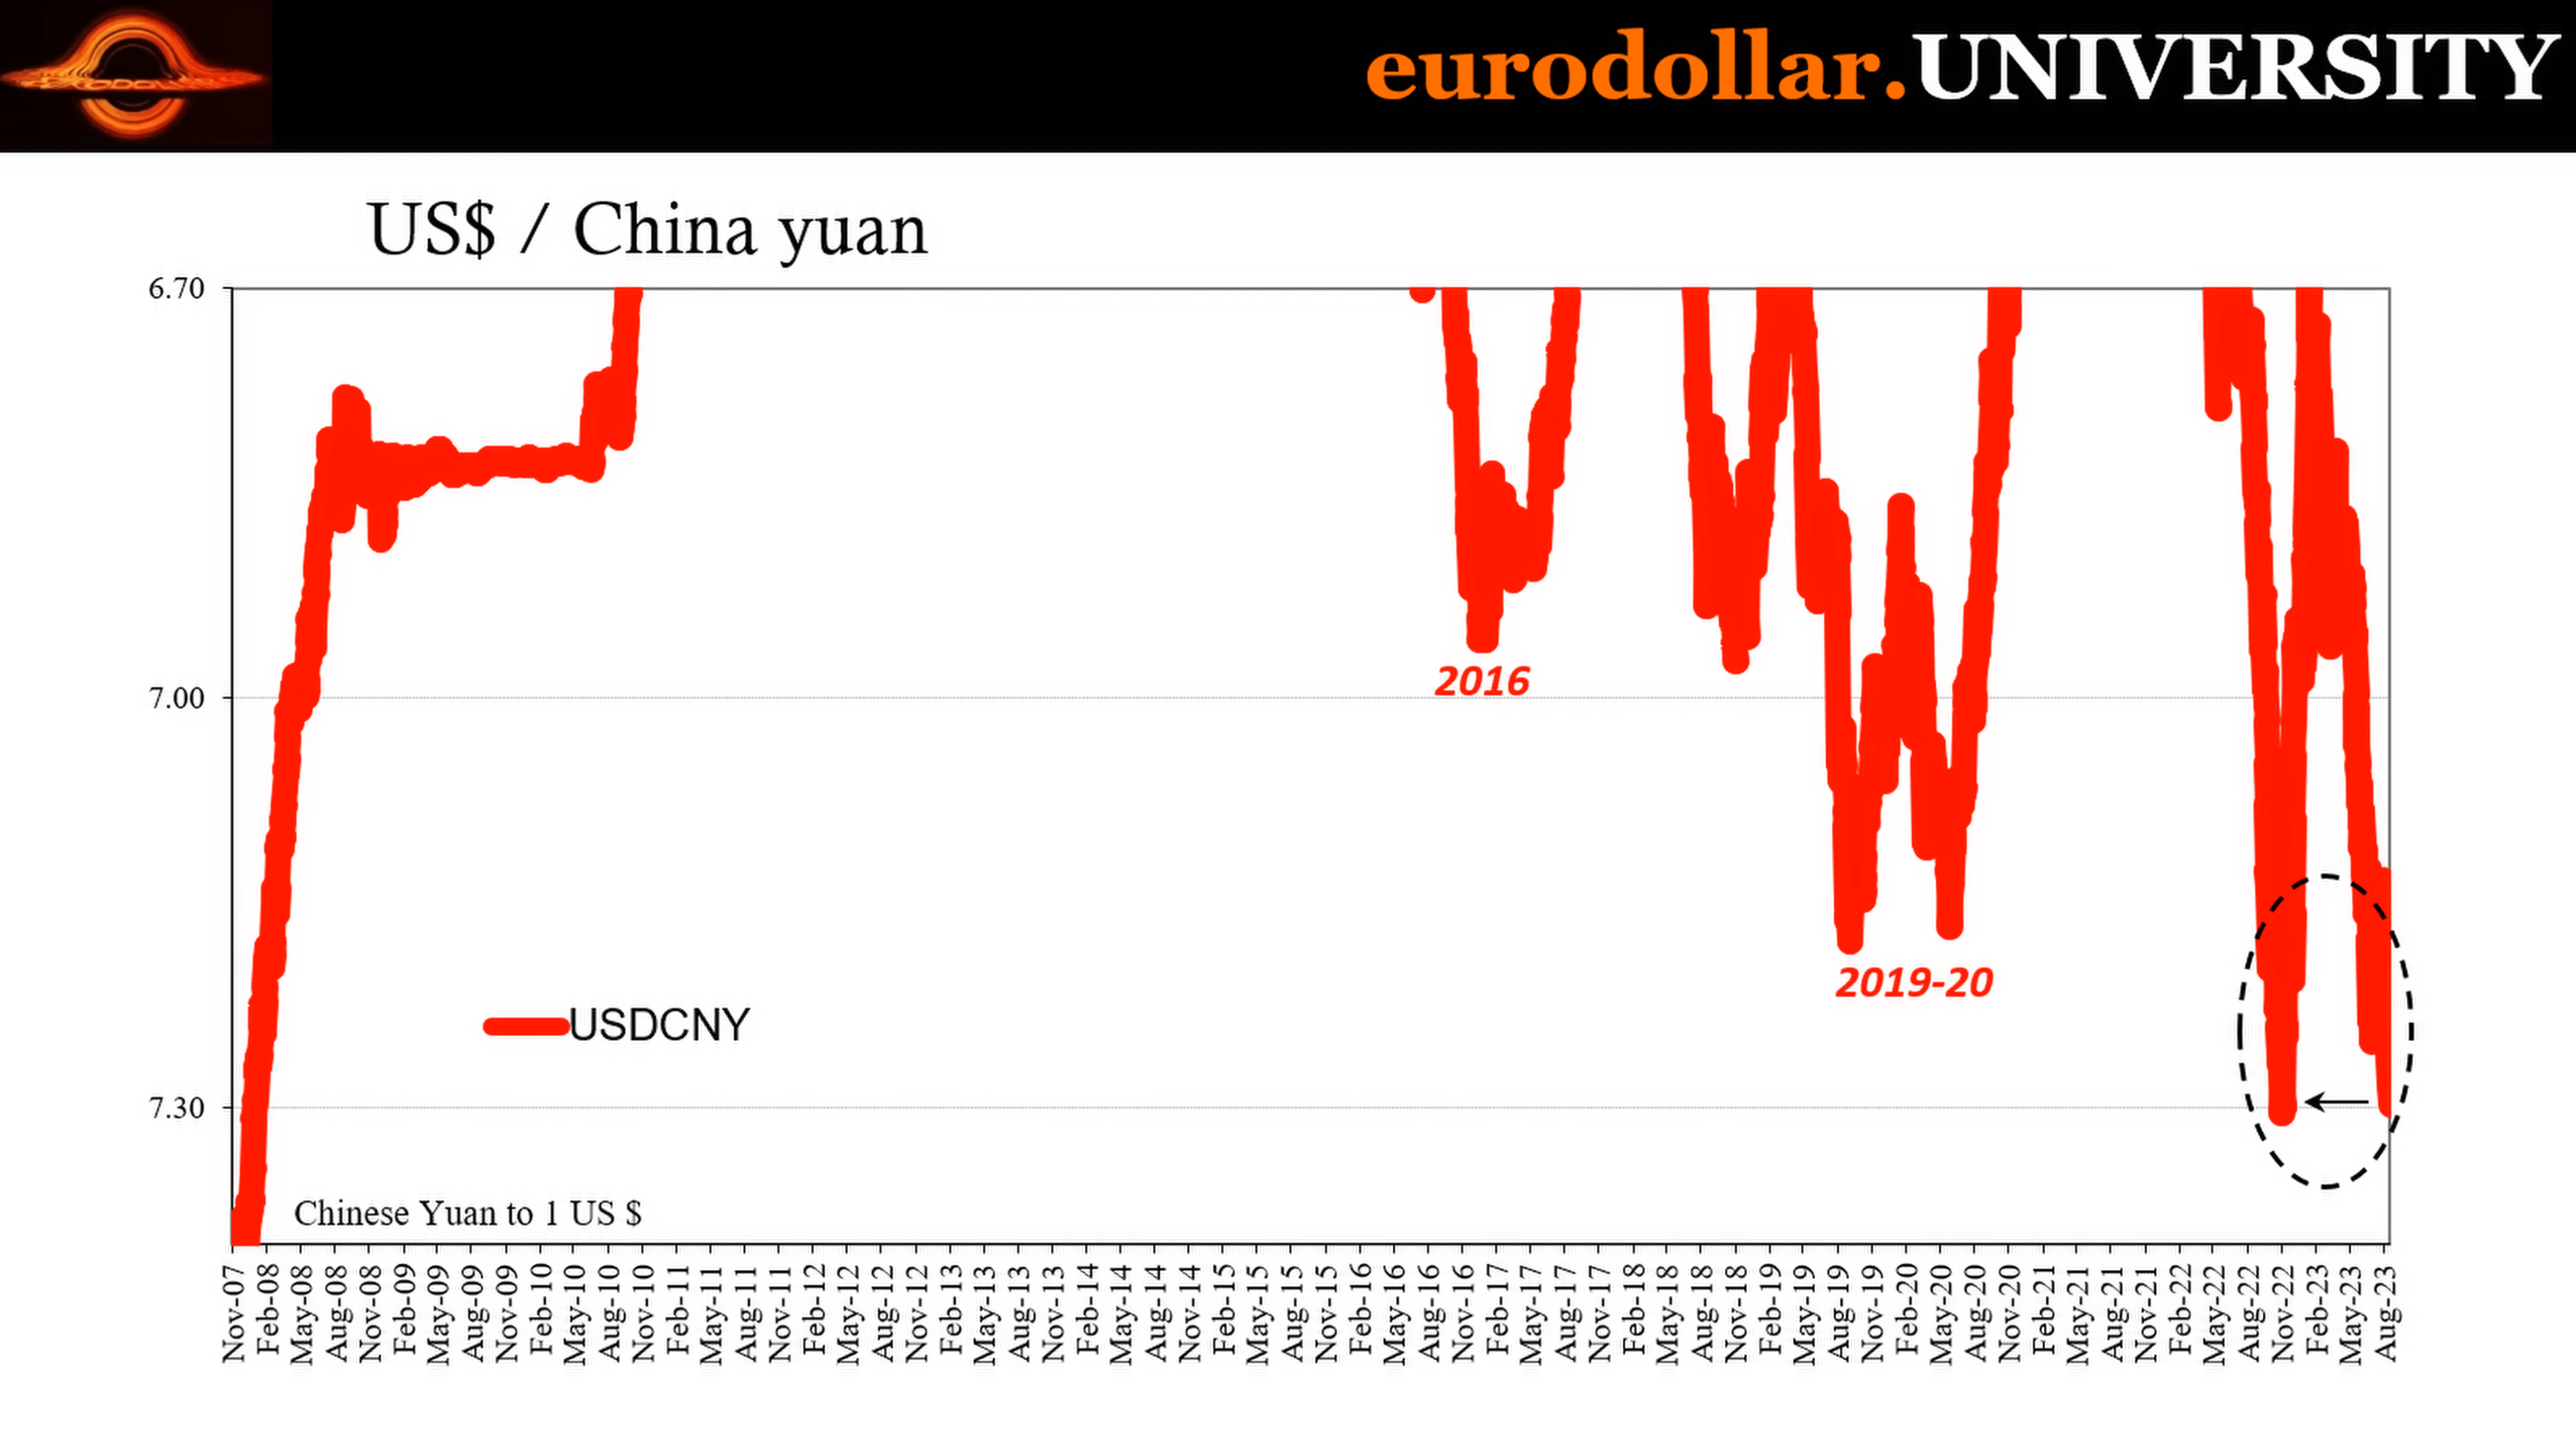 eurodollar.UNIVERSITY
US$ / China yuan
6.70
7.00
7.30
2016
2019-20
USDCNY
Chinese Yuan to 1 US $
Nov-07
Feb-08
May-08
Aug-08
Nov-08
Feb-09
May-09
Aug-09
Nov-09
Feb-10
May-10
Aug-10
Nov-10
Feb-11
May-11
Aug-11
Nov-11
Feb-12
May-12
Aug-12
Nov-12
Feb-13
May-13
Aug-13
Nov-13
Feb-14
May-14
Aug-14
Nov-14
Feb-15
May-15
Aug-15
Nov-15
Feb-16
May-16
Aug-16
Nov-16
Feb-17
May-17
Aug-17
Nov-17
Feb-18
May-18
Aug-18
Nov-18
Feb-19
May-19
Aug-19
Nov-19
Feb-20
May-20
Aug-20
Nov-20
Feb-21
May-21
Aug-21
Nov-21
Feb-22
May-22
Aug-22
Nov-22
Feb-23
May-23
Aug-23